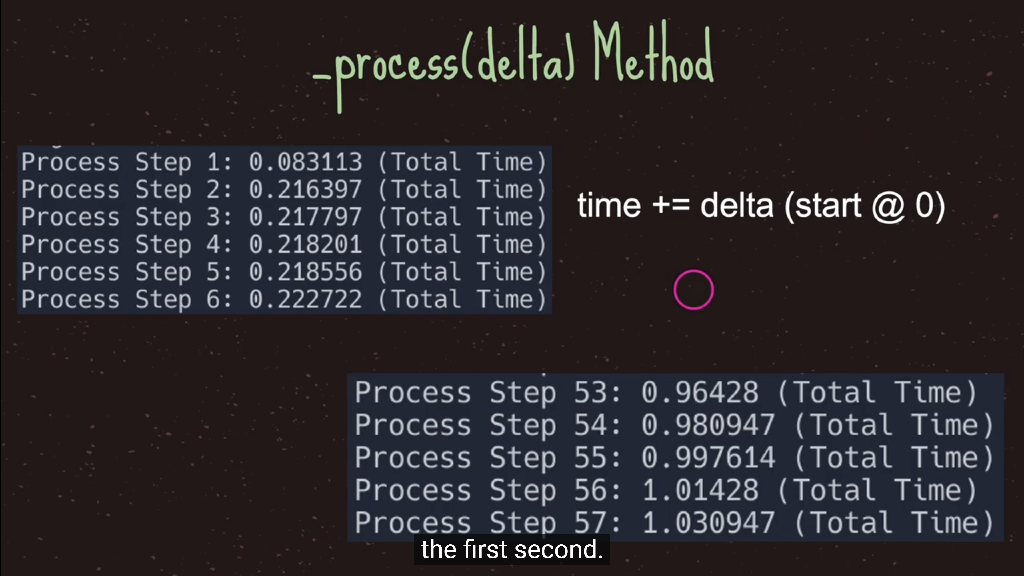 _process(delta) Method
Process Step 1: 0.083113 (Total Time)
Process Step 2: 0.216397 (Total Time)
Process Step 3: 0.217797 (Total Time)
Process Step 4: 0.218201 (Total Time)
Process Step 5: 0.218556 (Total Time)
Process Step 6: 0.222722 (Total Time)
time += delta (start @ 0)
Process Step 53: 0.96428 (Total Time)
Process Step 54: 0.980947 (Total Time)
Process Step 55: 0.997614 (Total Time)
Process Step 56: 1.01428 (Total Time)
Process Step 57: 1.030947 (Total Time)
the first second.